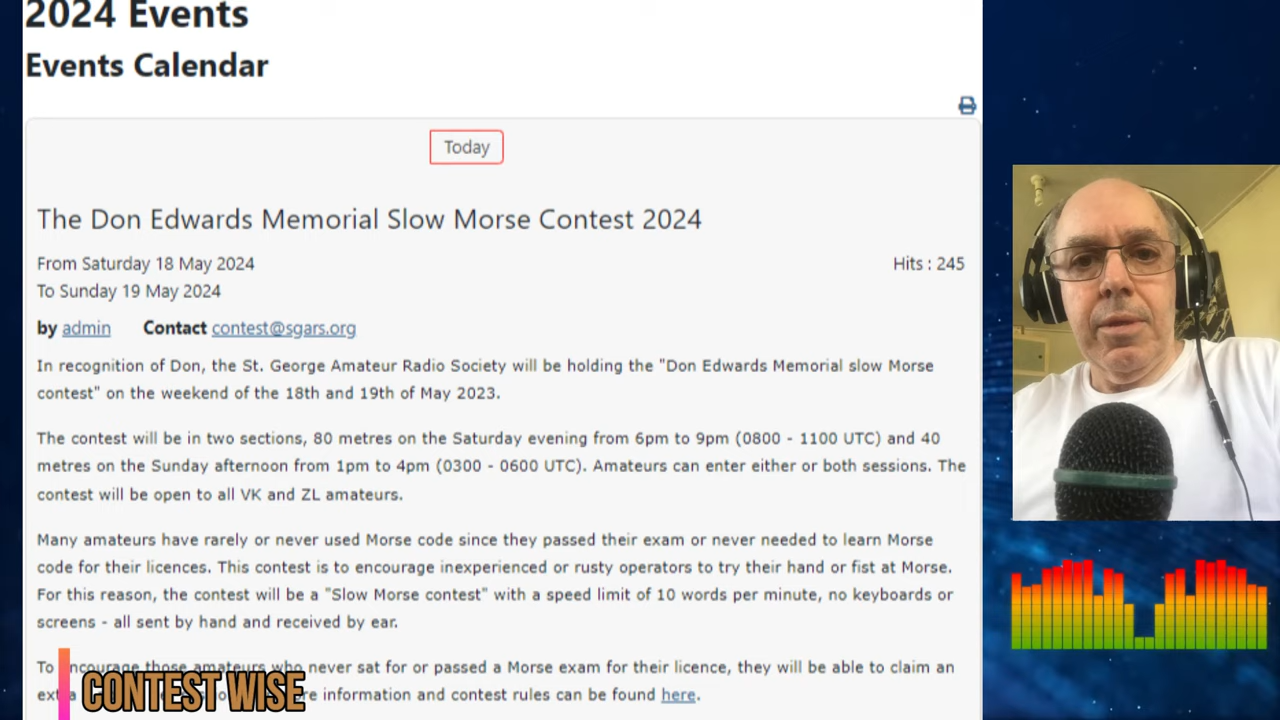 2024 Events
Events Calendar
Today
The Don Edwards Memorial Slow Morse Contest 2024
From Saturday 18 May 2024
Hits : 245
To Sunday 19 May 2024
by admin Contact contest@sgars.org
In recognition of Don, the St. George Amateur Radio Society will be holding the "Don Edwards Memorial slow Morse
contest" on the weekend of the 18th and 19th of May 2023.
The contest will be in two sections, 80 metres on the Saturday evening from 6pm to 9pm (0800 - 1100 UTC) and 40
metres on the Sunday afternoon from 1pm to 4pm (0300 - 0600 UTC). Amateurs can enter either or both sessions. The
contest will be open to all VK and ZL amateurs.
Many amateurs have rarely or never used Morse code since they passed their exam or never needed to learn Morse
code for their licences. This contest is to encourage inexperienced or rusty operators to try their hand or fist at Morse.
For this reason, the contest will be a "Slow Morse contest" with a speed limit of 10 words per minute, no keyboards or
screens - all sent by hand and received by ear.
To encourage those amateurs who never sat for or passed a Morse exam for their licence, they will be able to claim an
information and contest rules can be found here.
CONTEST WISE